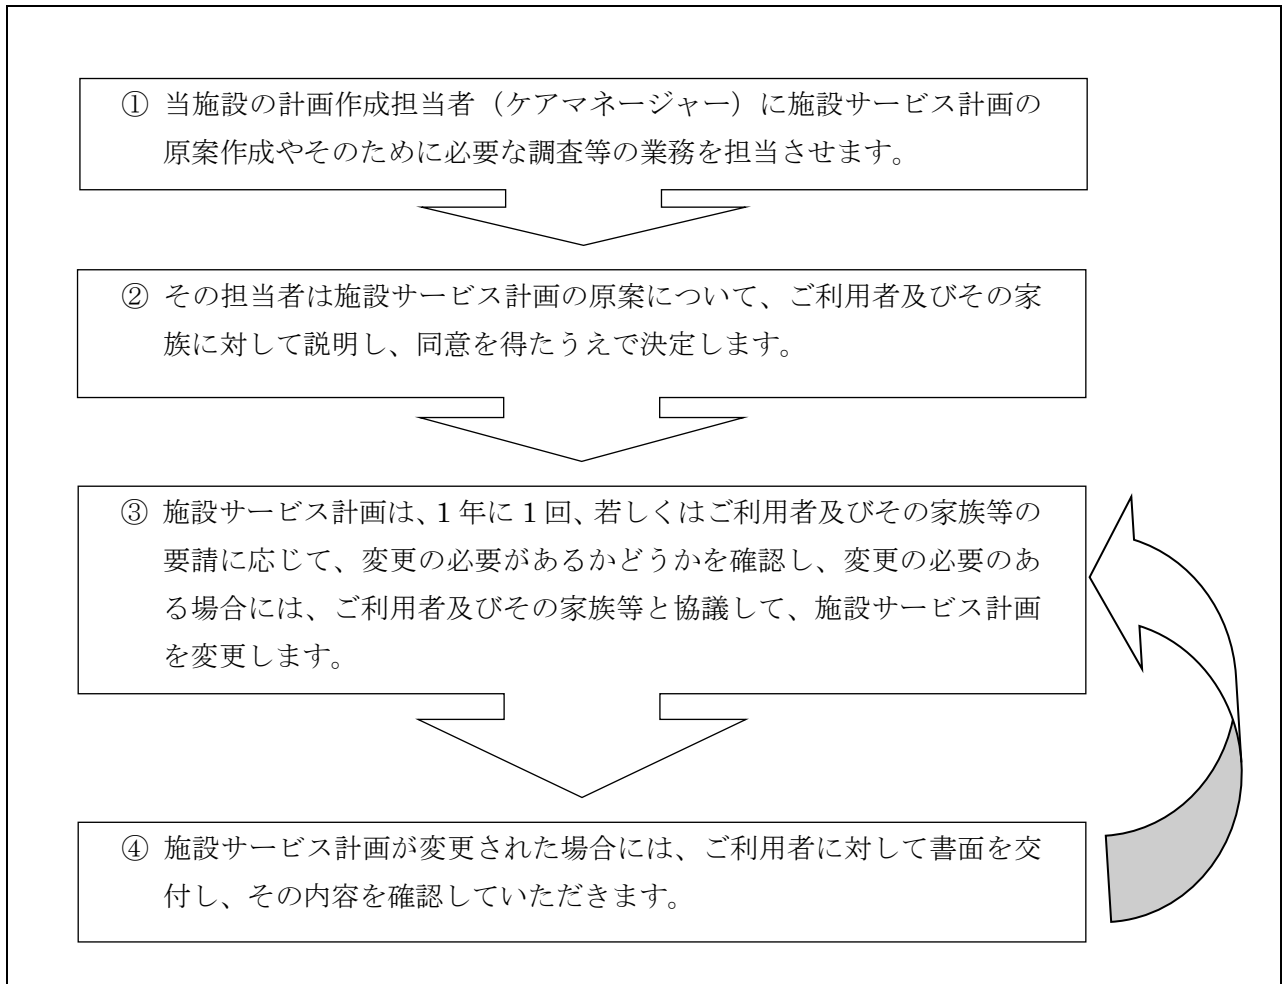 ① 当施設の計画作成担当者（ケアマネージャー）に施設サービス計画の
原案作成やそのために必要な調査等の業務を担当させます。
② その担当者は施設サービス計画の原案について、ご利用者及びその家
族に対して説明し、同意を得たうえで決定します。
③ 施設サービス計画は、１年に１回、若しくはご利用者及びその家族等の
要請に応じて、変更の必要があるかどうかを確認し、変更の必要のあ
る場合には、ご利用者及びその家族等と協議して、施設サービス計画
を変更します。
④ 施設サービス計画が変更された場合には、ご利用者に対して書面を交
付し、その内容を確認していただきます。